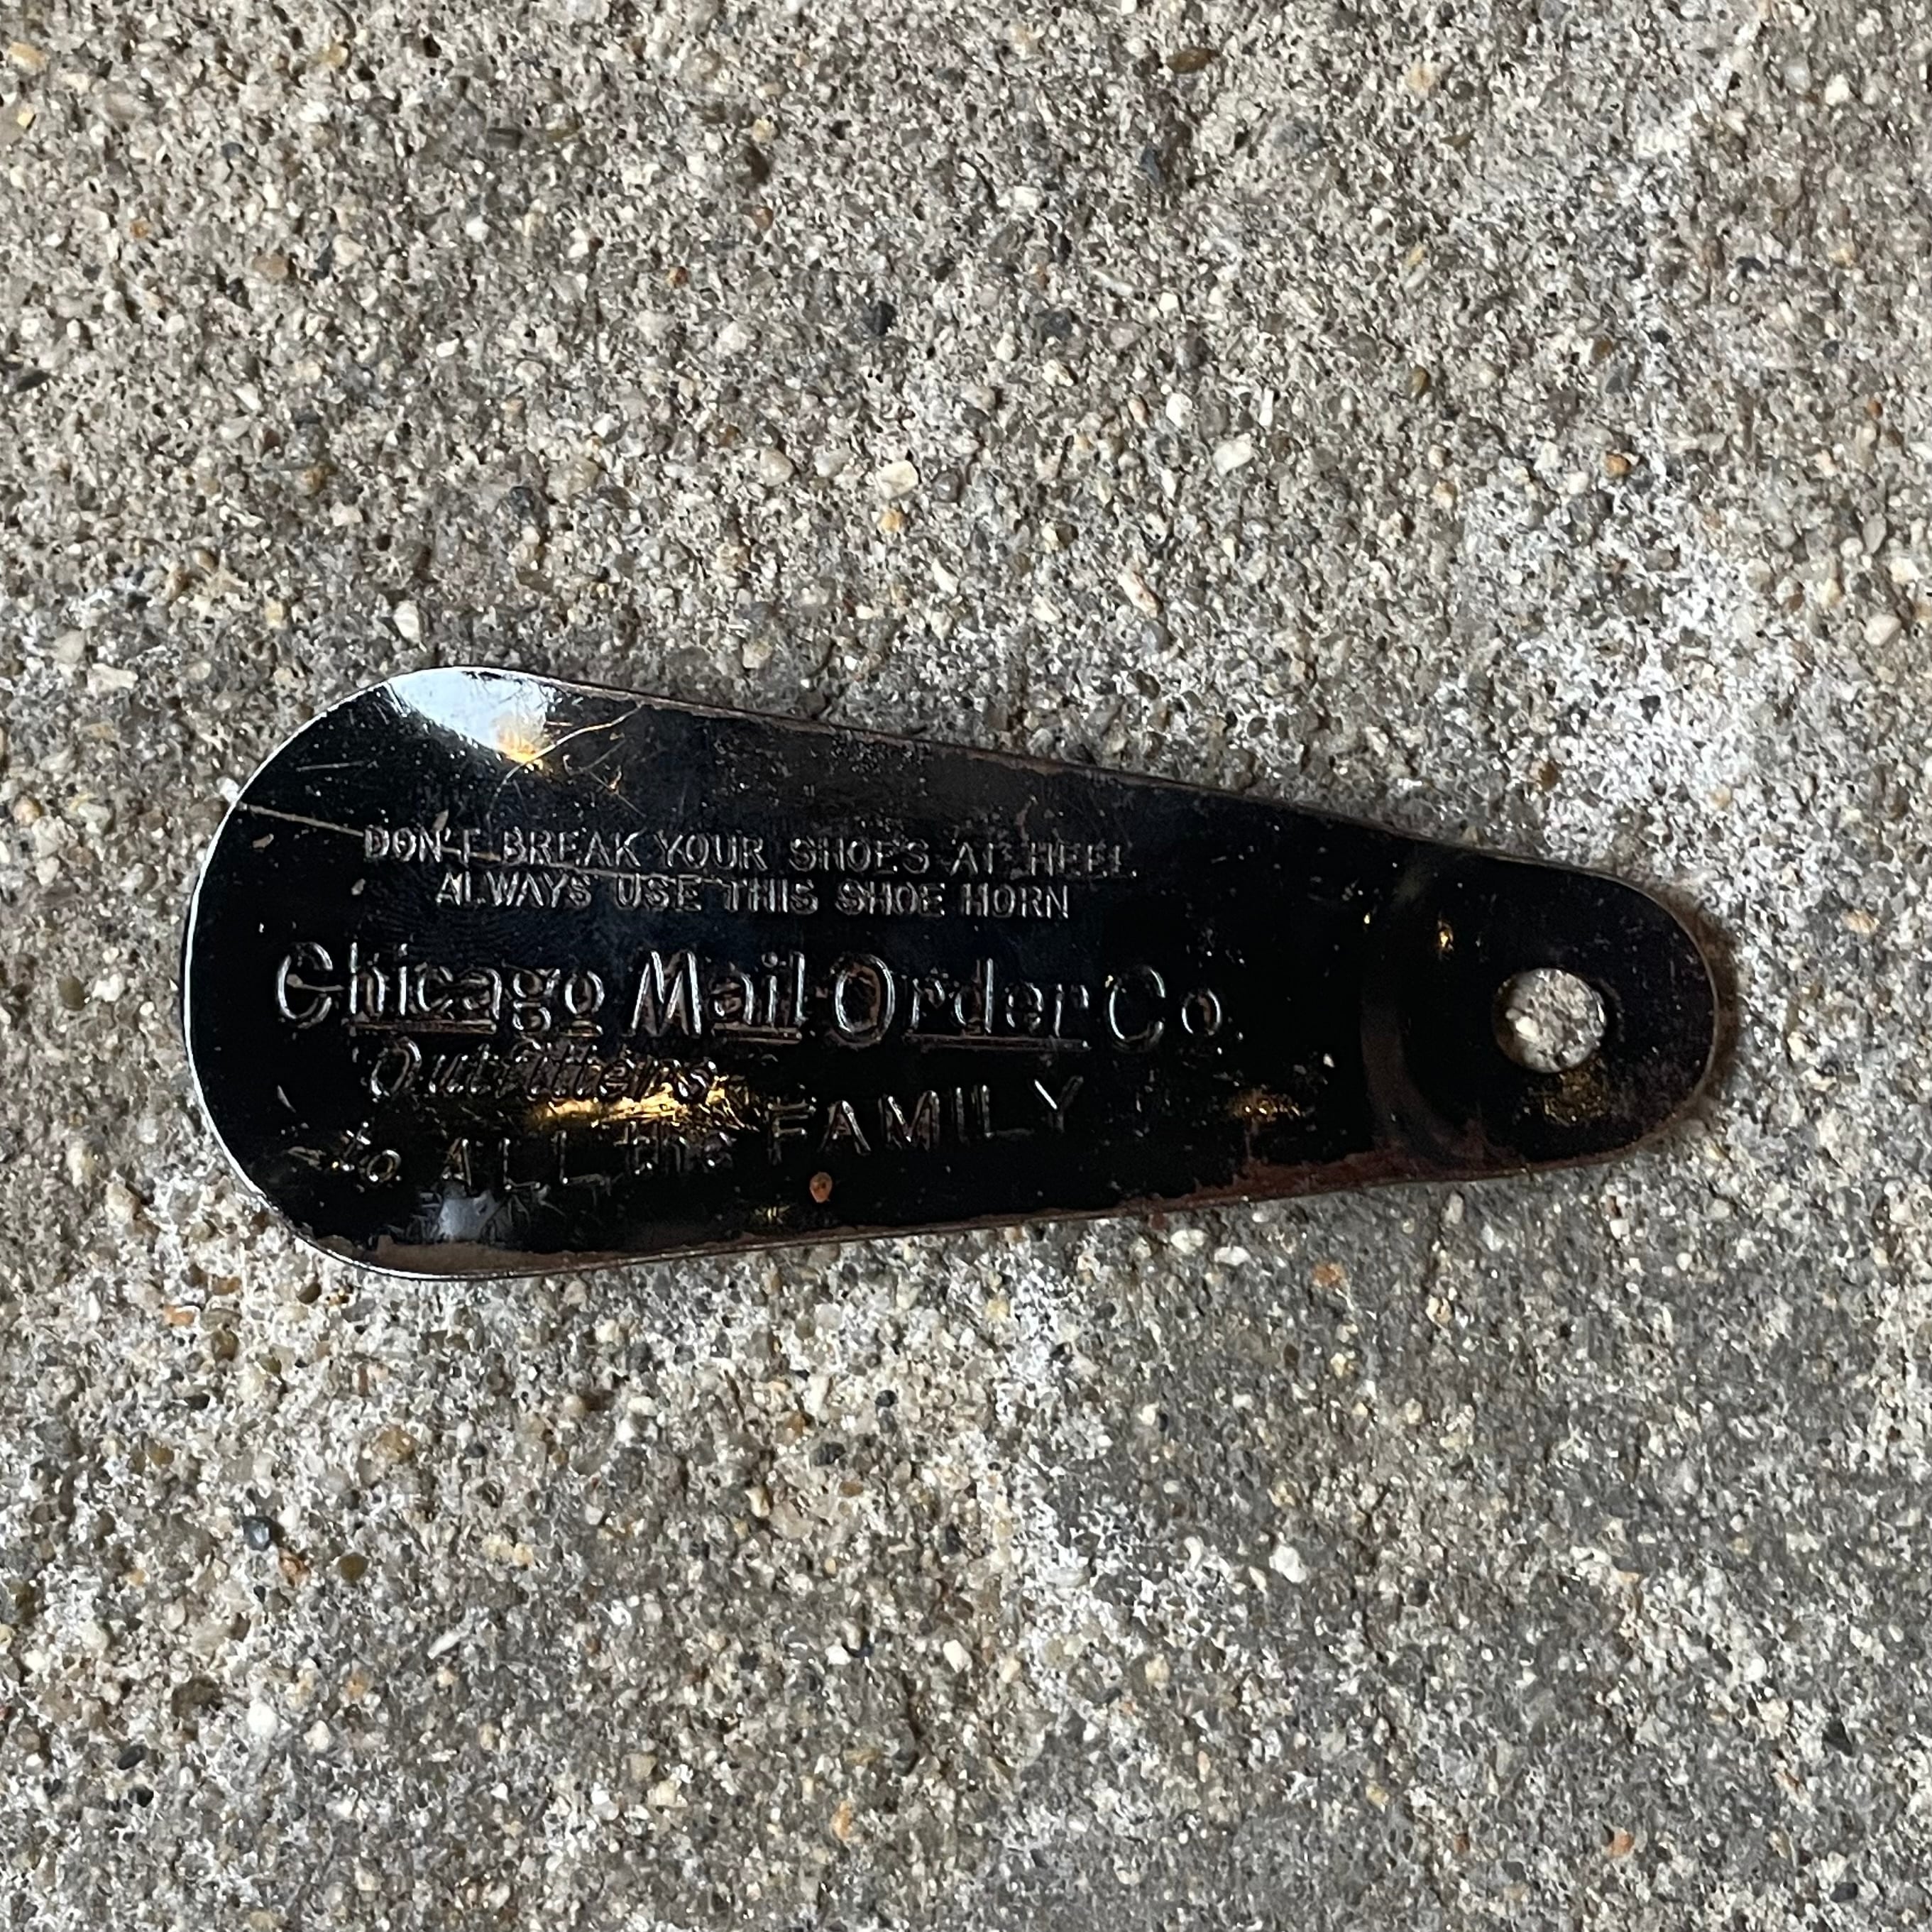 DON'T BREAK YOUR SHOES AT HEEL
ALWAYS USE THIS SHOE HORN
Chicago Mail Order Co.
Outfitters
to ALL the FAMILY